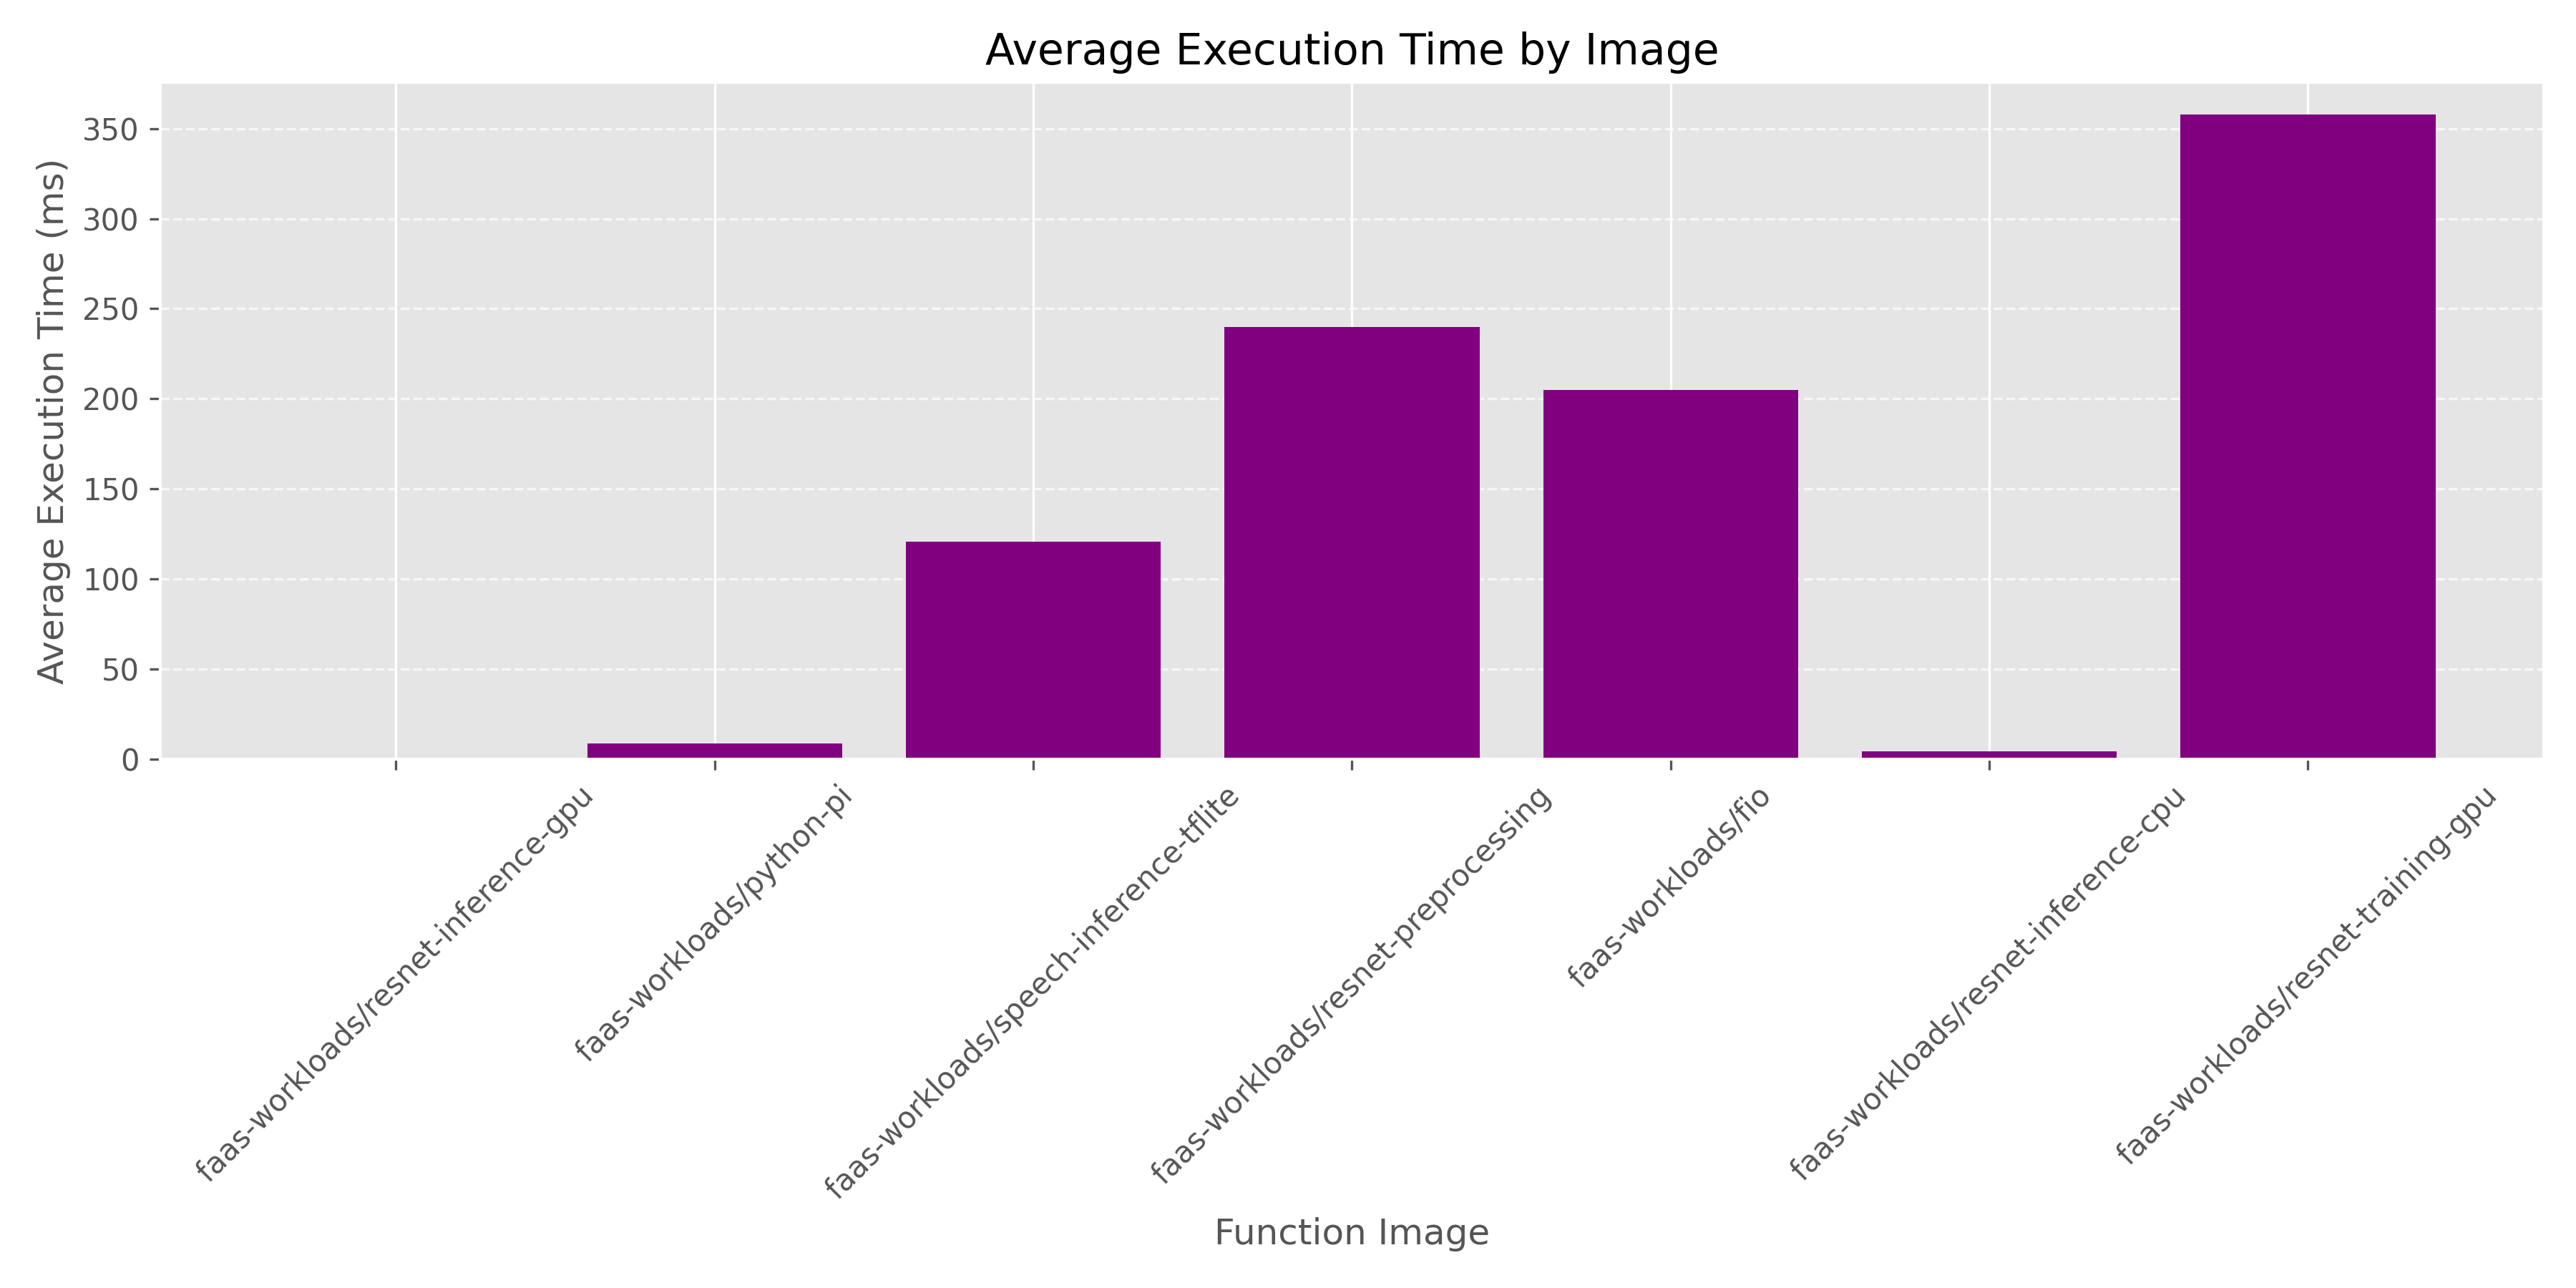 Average Execution Time by Image
Average Execution Time (ms)
350
300
250
200
150
100
50
0
faas-workloads/resnet-inference-gpu
faas-workloads/python-pi
faas-workloads/speech-inference-tflite
faas-workloads/resnet-preprocessing
faas-workloads/fio
faas-workloads/resnet-inference-cpu
faas-workloads/resnet-training-gpu
Function Image